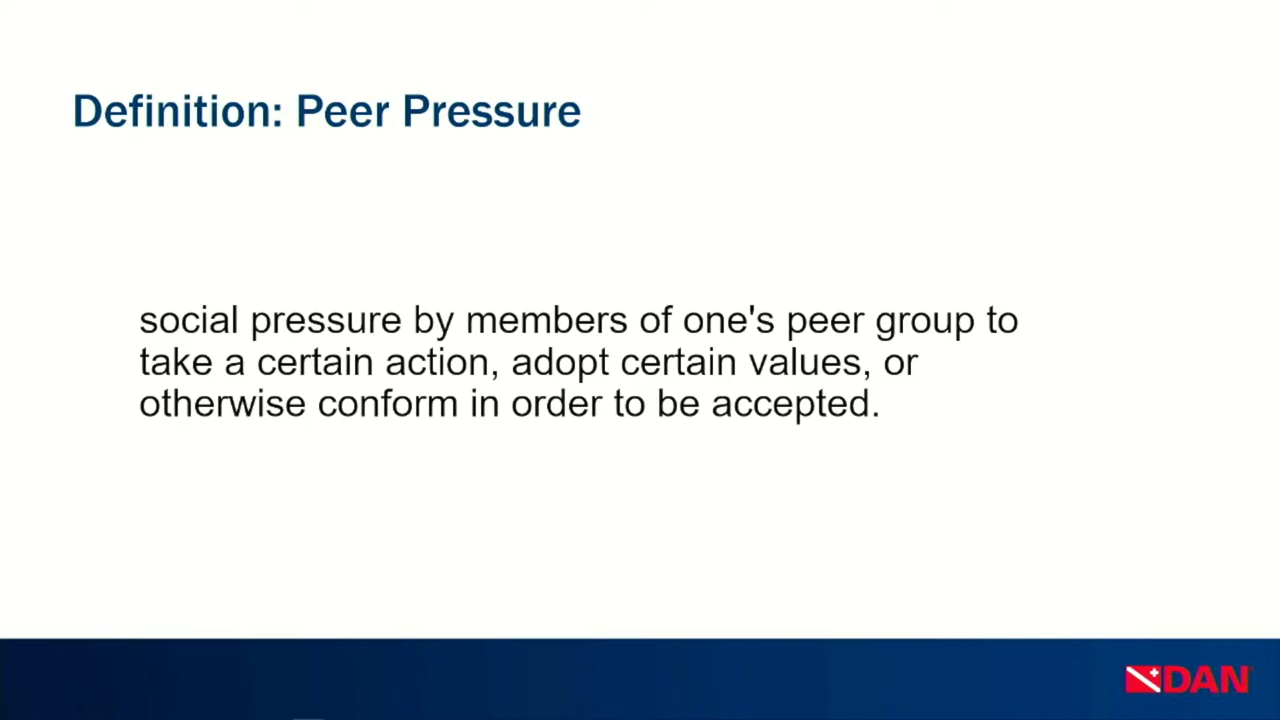 Definition: Peer Pressure
social pressure by members of one's peer group to
take a certain action, adopt certain values, or
otherwise conform in order to be accepted.
DAN